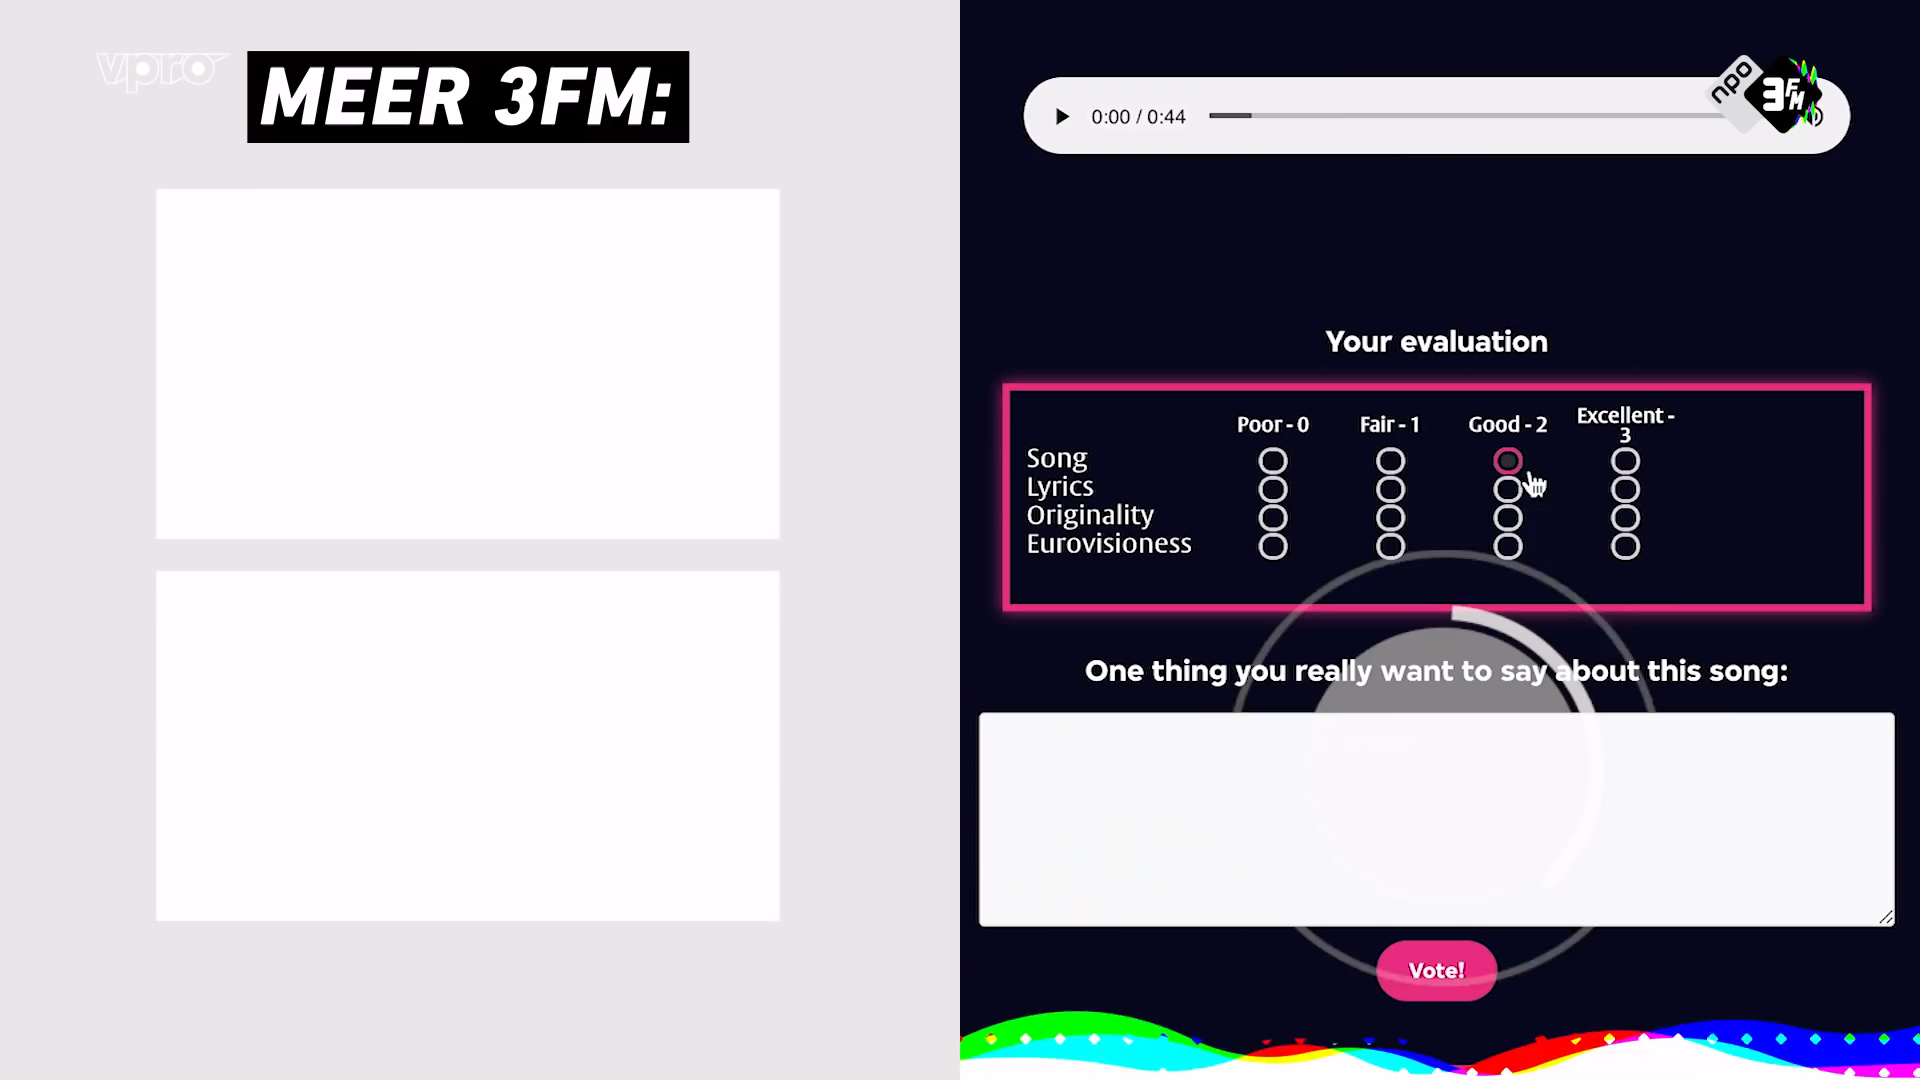 vpro
MEER 3FM:
npo
3FM
0:00 / 0:44
Your evaluation
Poor - 0 Fair - 1 Good - 2 Excellent - 3
Song
Lyrics
Originality
Eurovisioness
One thing you really want to say about this song:
Vote!